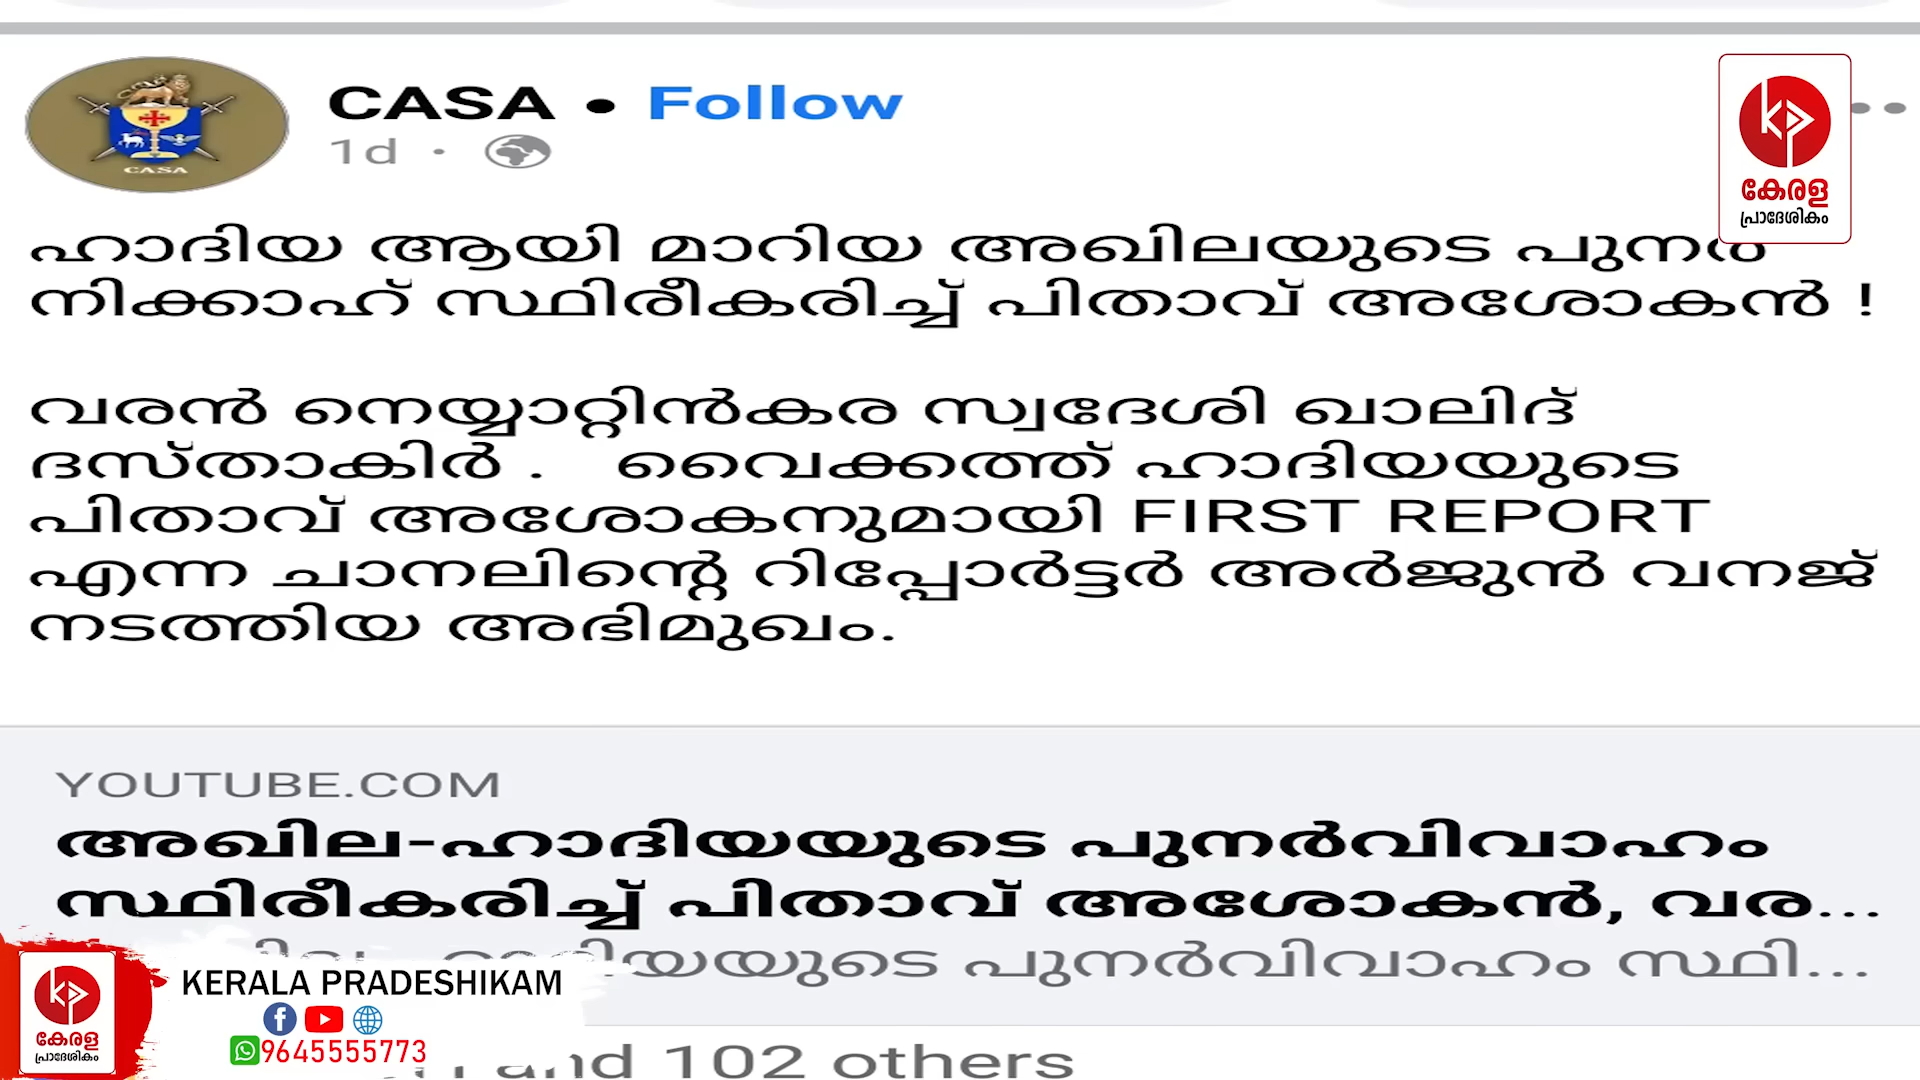 CASA • Follow
CASA
1d ·
കേരള
പ്രാദേശികം
ഹാദിയ ആയി മാറിയ അഖിലയുടെ പുനർ
നിക്കാഹ് സ്ഥിരീകരിച്ച് പിതാവ് അശോകൻ !
വരൻ നെയ്യാറ്റിൻകര സ്വദേശി ഖാലിദ്
ദസ്താകിർ . വൈക്കത്ത് ഹാദിയയുടെ
പിതാവ് അശോകനുമായി FIRST REPORT
എന്ന ചാനലിന്റെ റിപ്പോർട്ടർ അർജുൻ വനജ്
നടത്തിയ അഭിമുഖം.
YOUTUBE.COM
അഖില-ഹാദിയയുടെ പുനർവിവാഹം
സ്ഥിരീകരിച്ച് പിതാവ് അശോകൻ, വര...
പുനർവിവാഹം സ്ഥി...
KERALA PRADESHIKAM
കേരള
പ്രാദേശികം
9645555773
and 102 others